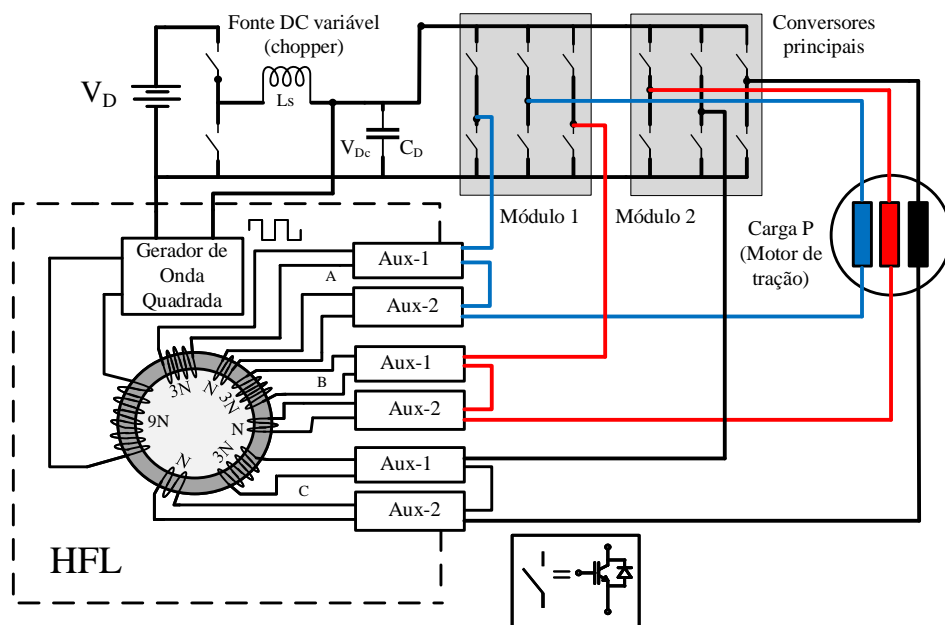 Fonte DC variável
(chopper)
Conversores
principais
V_D
Ls
V_Dc
C_D
Módulo 1
Módulo 2
Carga P
(Motor de
tração)
Gerador de
Onda
Quadrada
A
Aux-1
Aux-2
B
Aux-1
Aux-2
C
Aux-1
Aux-2
3N
N
3N
N
3N
N
9N
HFL
=